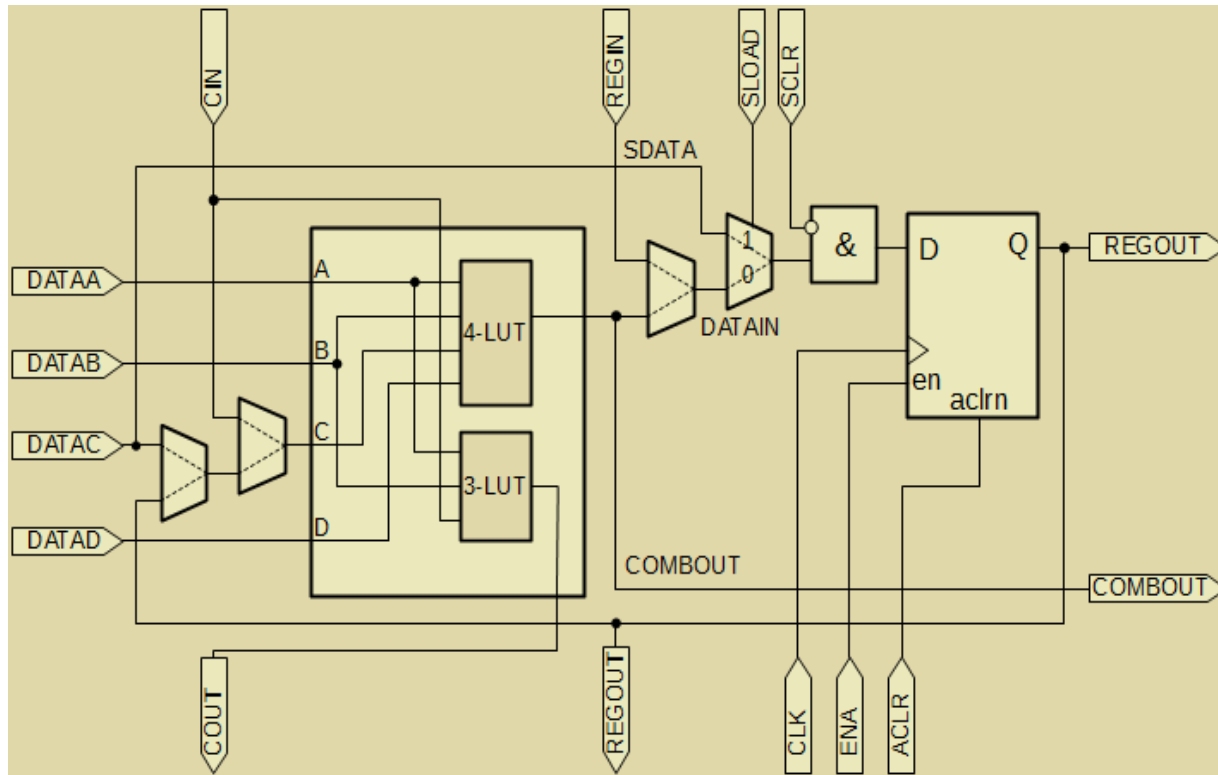 CIN
REGIN
SLOAD
SCLR
SDATA
DATAA
A
4-LUT
1
0
&
D
Q
REGOUT
DATAIN
DATAB
B
en
aclrn
DATAC
C
3-LUT
DATAD
D
COMBOUT
COMBOUT
COUT
REGOUT
CLK
ENA
ACLR